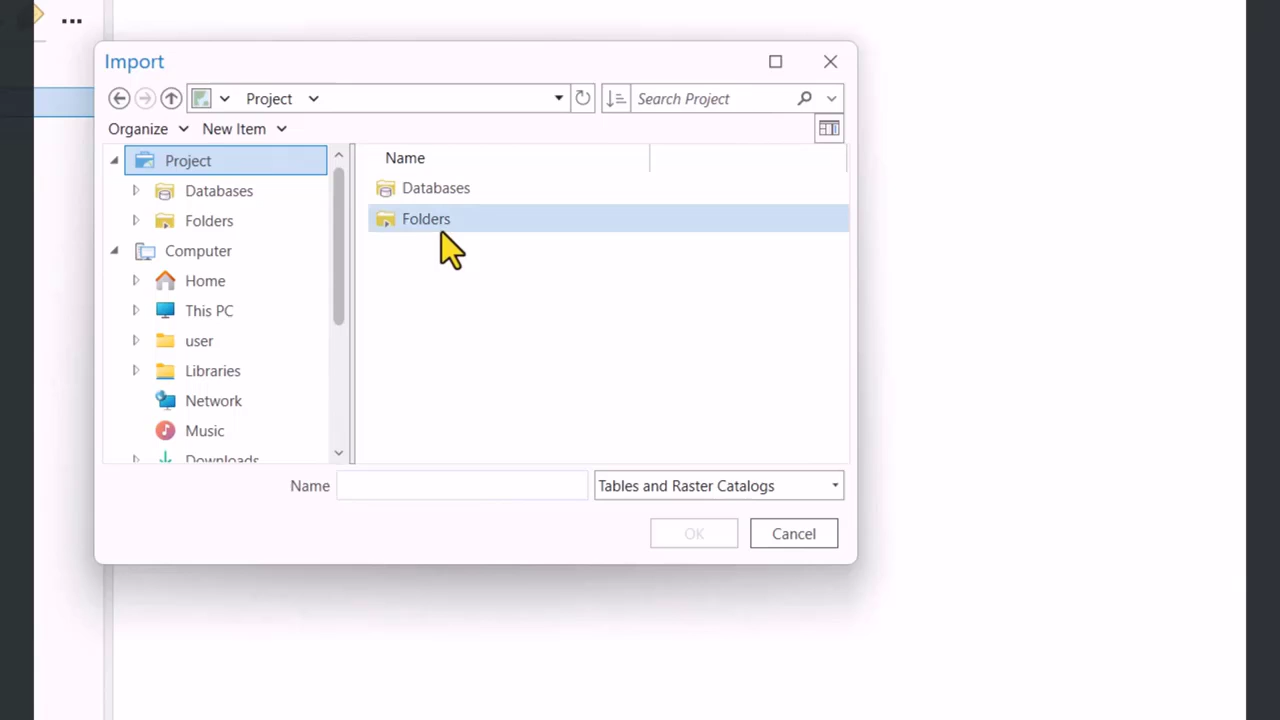 ...
Import
Project
Search Project
Organize
New Item
Project
Databases
Folders
Computer
Home
This PC
user
Libraries
Network
Music
Downloads
Name
Databases
Folders
Name
Tables and Raster Catalogs
OK
Cancel